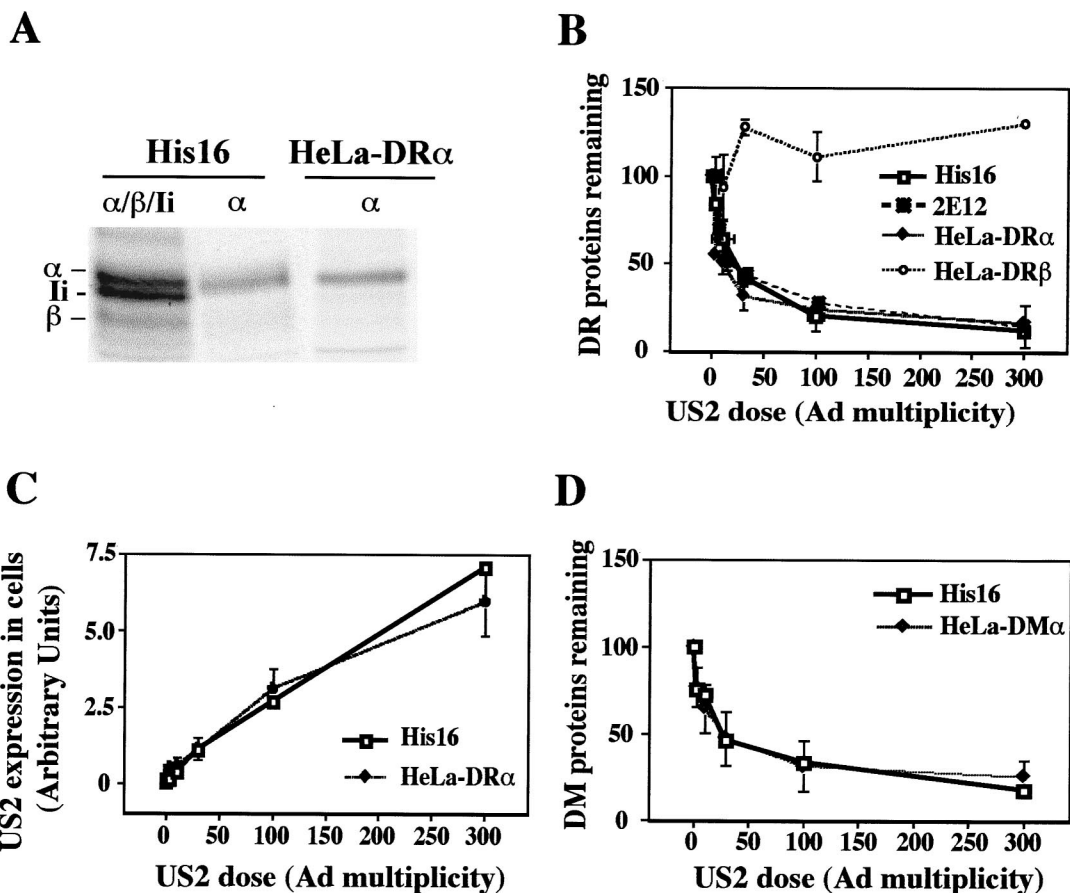 A
His16 HeLa-DRα
α/β/Ii α α
α –
Ii -
β –
B
DR proteins remaining
150
100
50
0
His16
2E12
HeLa-DRα
HeLa-DRβ
0 50 100 150 200 250 300
US2 dose (Ad multiplicity)
C
US2 expression in cells
(Arbitrary Units)
7.5
5.0
2.5
0
His16
HeLa-DRα
0 50 100 150 200 250 300
US2 dose (Ad multiplicity)
D
DM proteins remaining
150
100
50
0
His16
HeLa-DMα
0 50 100 150 200 250 300
US2 dose (Ad multiplicity)